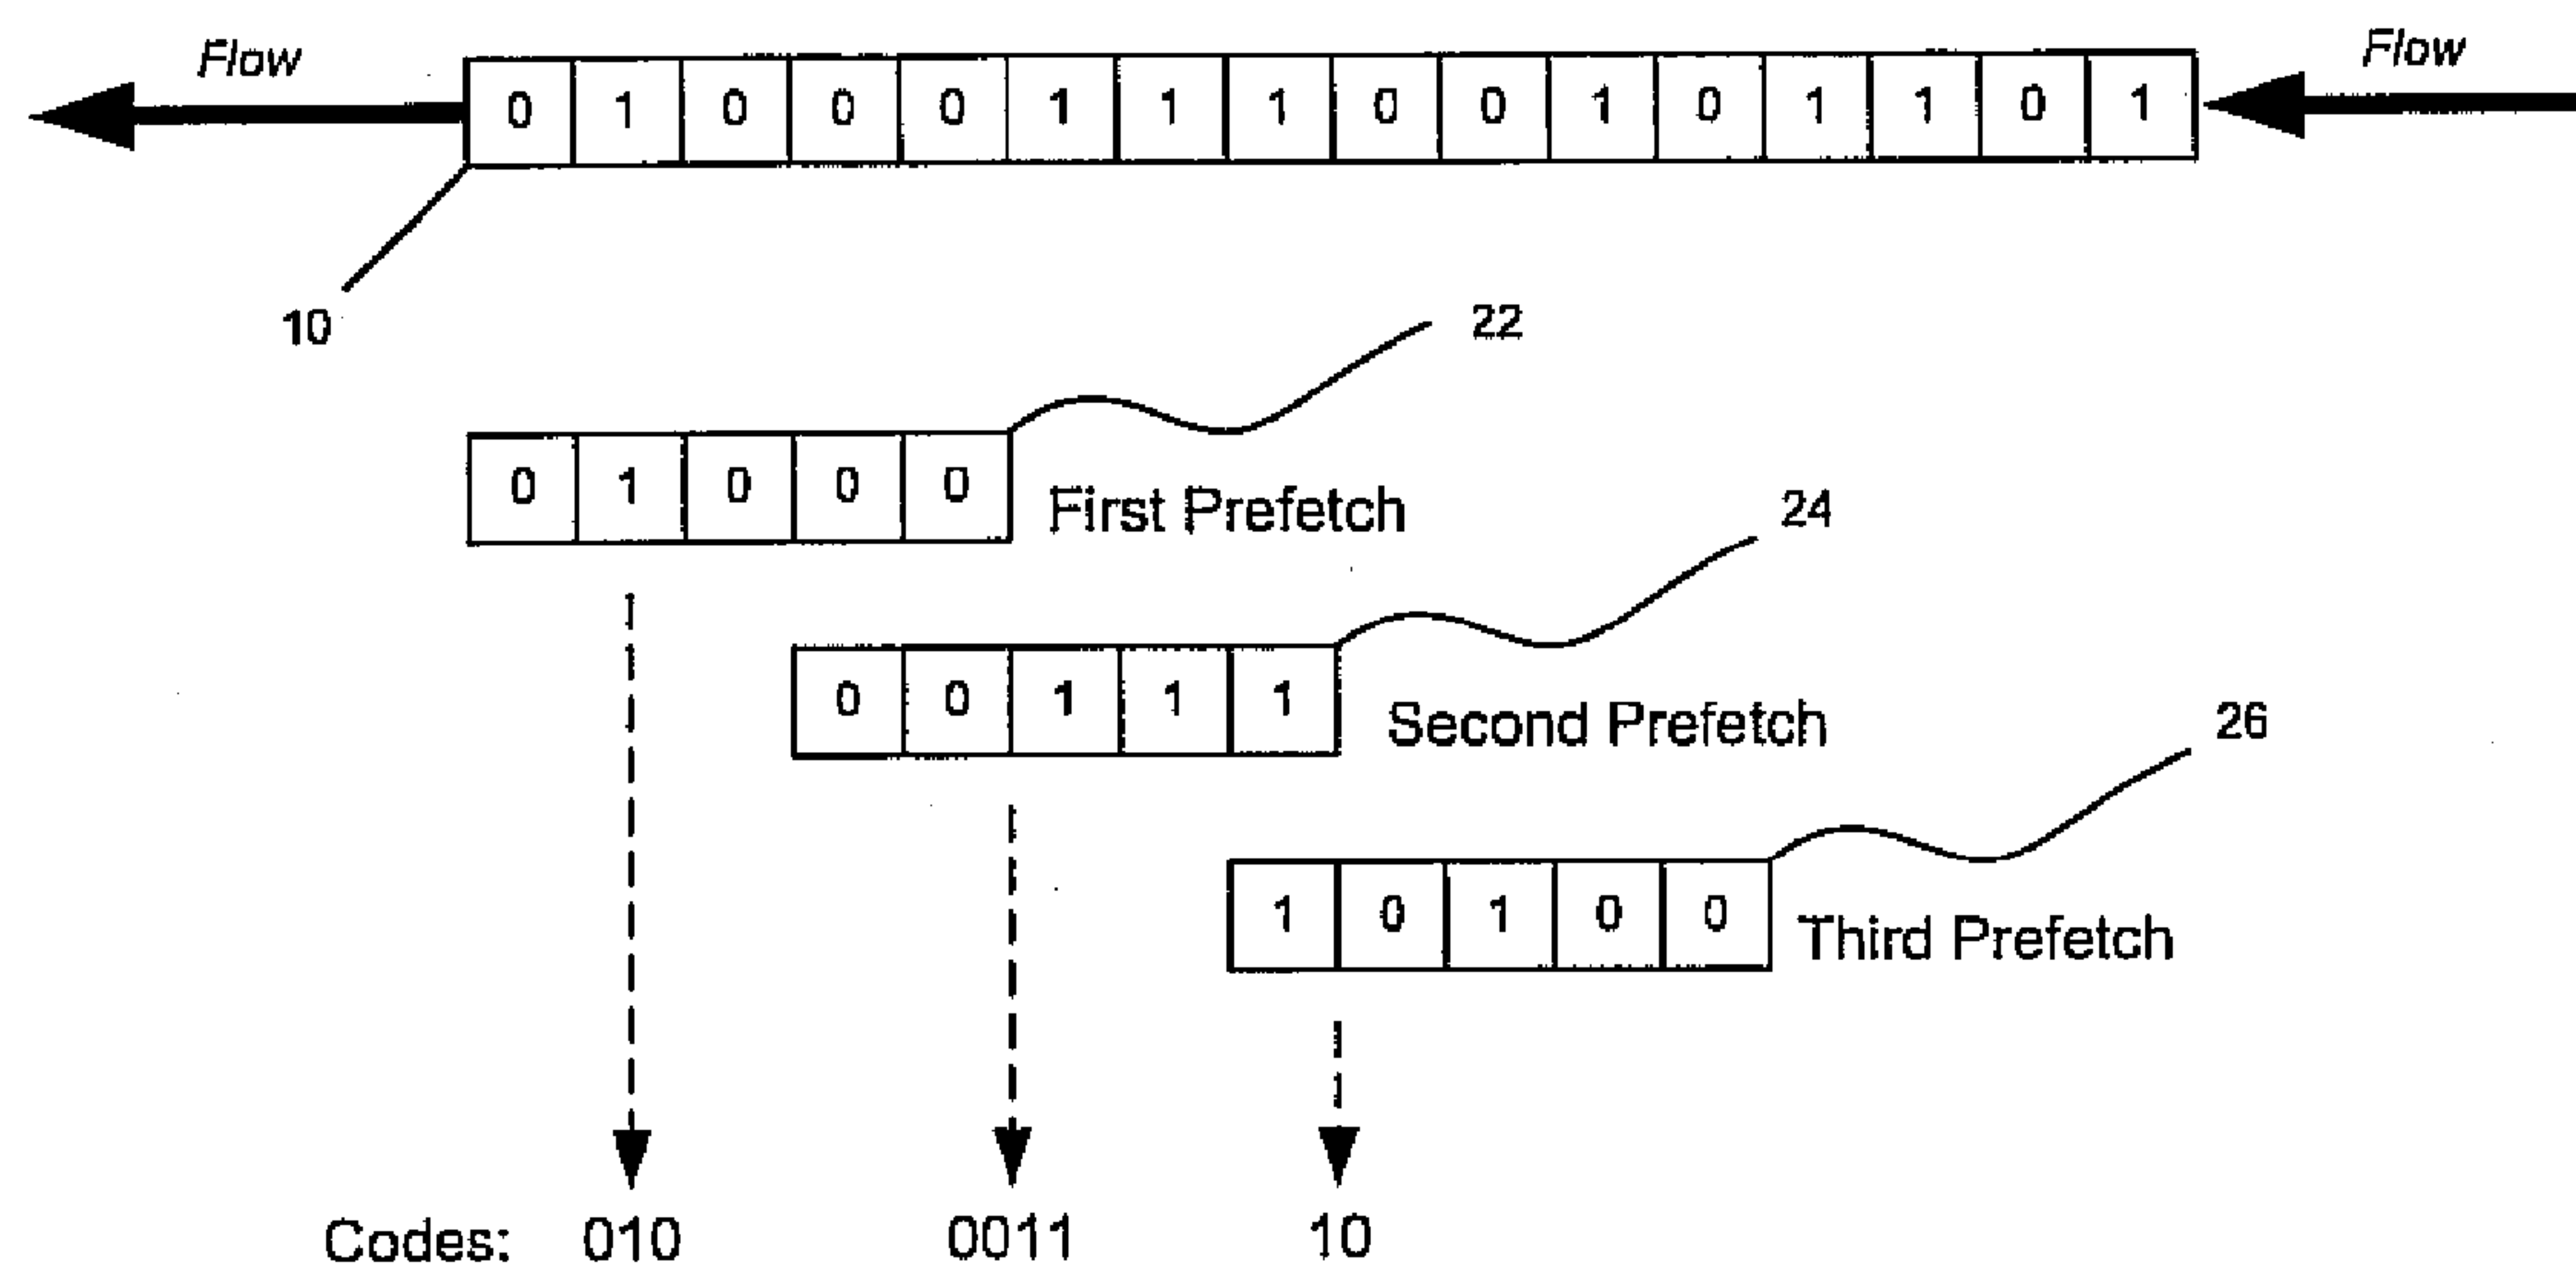 Flow
Flow
0 1 0 0 0 1 1 1 0 0 1 0 1 1 0 1
10
22
0 1 0 0 0
First Prefetch
24
0 0 1 1 1
Second Prefetch
26
1 0 1 0 0
Third Prefetch
Codes: 010 0011 10